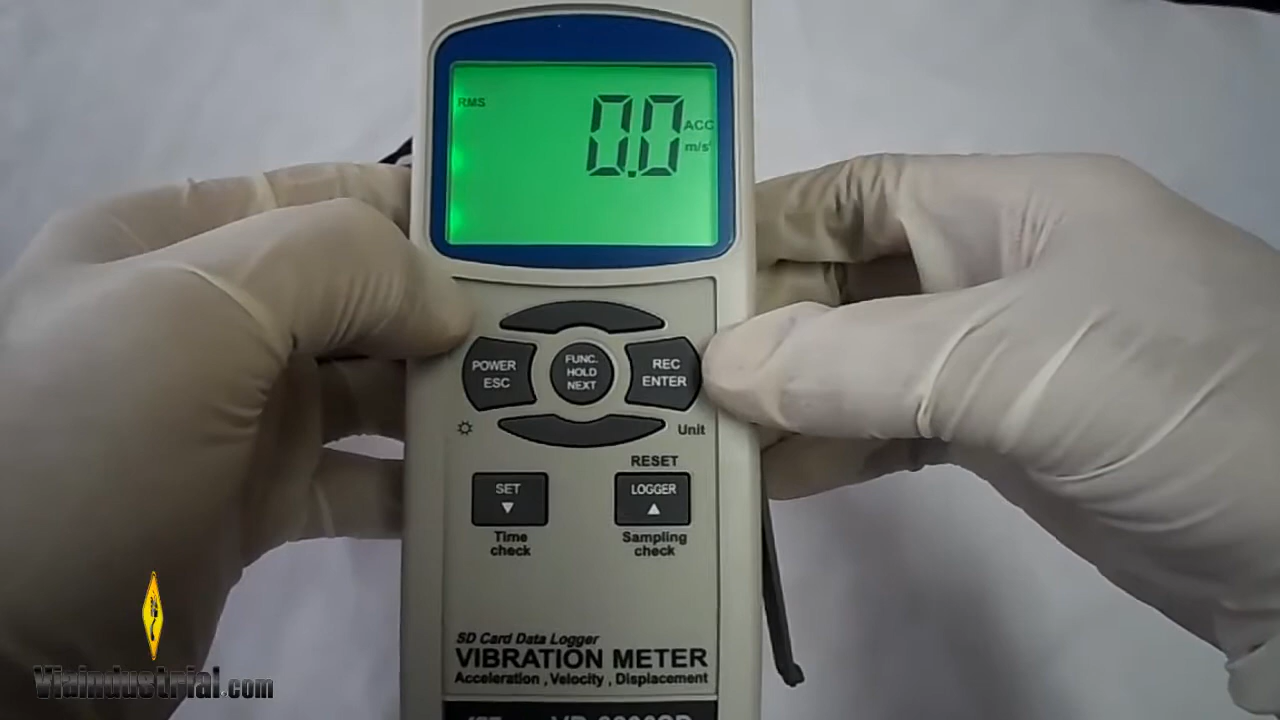 RMS
0.0
ACC
m/s²
POWER
ESC
FUNC.
HOLD
NEXT
REC
ENTER
Unit
RESET
SET
LOGGER
Time
check
Sampling
check
SD Card Data Logger
VIBRATION METER
Acceleration , Velocity , Displacement
Viaindustrial.com